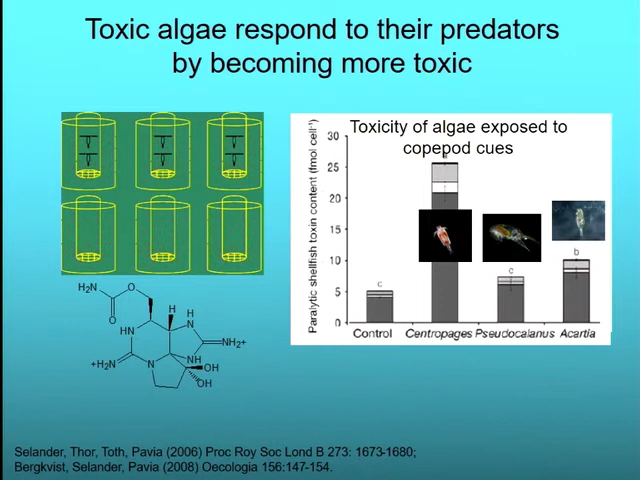 Toxic algae respond to their predators
by becoming more toxic
Toxicity of algae exposed to
copepod cues
Paralytic shellfish toxin content (fmol cell⁻¹)
30
25
20
15
10
5
0
c
a
c
b
Control
Centropages
Pseudocalanus
Acartia
H₂N
O
O
H
H
N
HN
NH₂+
+H₂N
N
NH
OH
OH
Selander, Thor, Toth, Pavia (2006) Proc Roy Soc Lond B 273: 1673-1680;
Bergkvist, Selander, Pavia (2008) Oecologia 156:147-154.